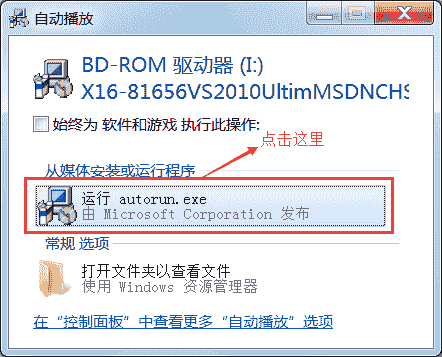 自动播放
BD-ROM 驱动器 (I:)
X16-81656VS2010UltimMSDNCHS
始终为 软件和游戏 执行此操作:
点击这里
从媒体安装或运行程序
运行 autorun.exe
由 Microsoft Corporation 发布
常规 选项
打开文件夹以查看文件
使用 Windows 资源管理器
在“控制面板”中查看更多“自动播放”选项